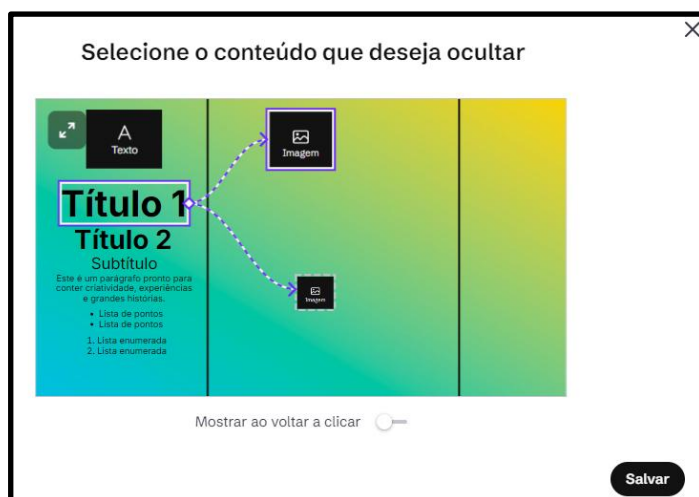 Selecione o conteúdo que deseja ocultar
A
Texto
Imagem
Título 1
Título 2
Subtítulo
Este é um parágrafo pronto para
conter criatividade, experiências
e grandes histórias.
• Lista de pontos
• Lista de pontos
1. Lista enumerada
2. Lista enumerada
Imagem
Mostrar ao voltar a clicar
Salvar